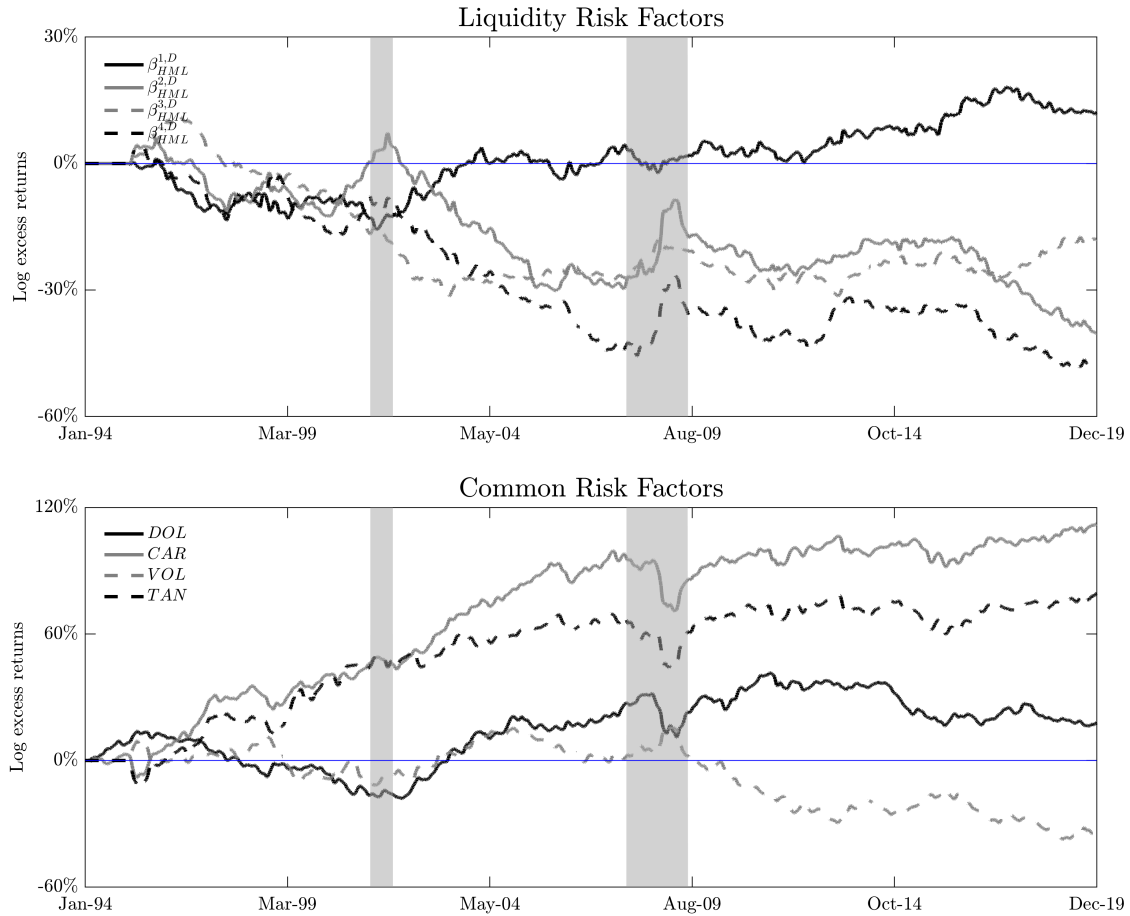 Liquidity Risk Factors
30%
0%
-30%
-60%
Log excess returns
β^{1,D}_{HML}
β^{2,D}_{HML}
β^{3,D}_{HML}
β^{4,D}_{HML}
Jan-94 Mar-99 May-04 Aug-09 Oct-14 Dec-19
Common Risk Factors
120%
60%
0%
-60%
Log excess returns
DOL
CAR
VOL
TAN
Jan-94 Mar-99 May-04 Aug-09 Oct-14 Dec-19